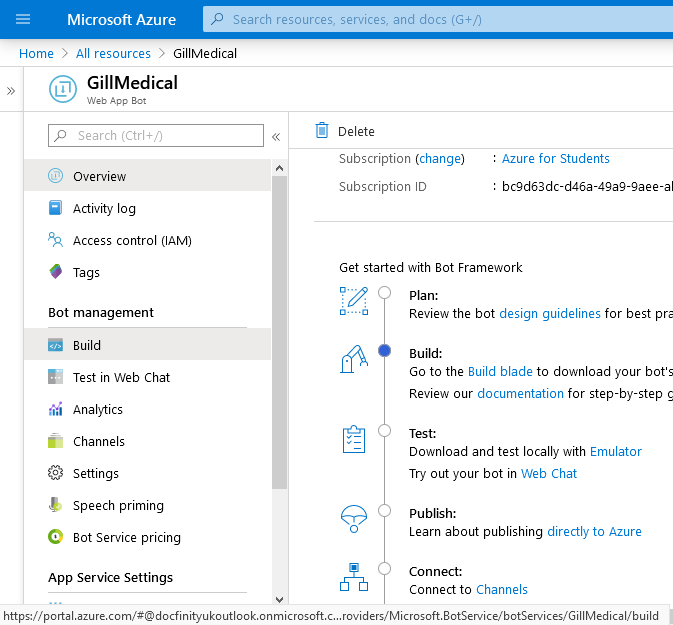 Microsoft Azure
Search resources, services, and docs (G+/)
Home > All resources > GillMedical
»
GillMedical
Web App Bot
Search (Ctrl+/)
«
Overview
Activity log
Access control (IAM)
Tags
Bot management
Build
Test in Web Chat
Analytics
Channels
Settings
Speech priming
Bot Service pricing
App Service Settings
Delete
Subscription (change) : Azure for Students
Subscription ID : bc9d63dc-d46a-49a9-9aee-a
Get started with Bot Framework
Plan:
Review the bot design guidelines for best pra
Build:
Go to the Build blade to download your bot's
Review our documentation for step-by-step g
Test:
Download and test locally with Emulator
Try out your bot in Web Chat
Publish:
Learn about publishing directly to Azure
Connect:
Connect to Channels
https://portal.azure.com/#@docfinityukoutlook.onmicrosoft.c...roviders/Microsoft.BotService/botServices/GillMedical/build